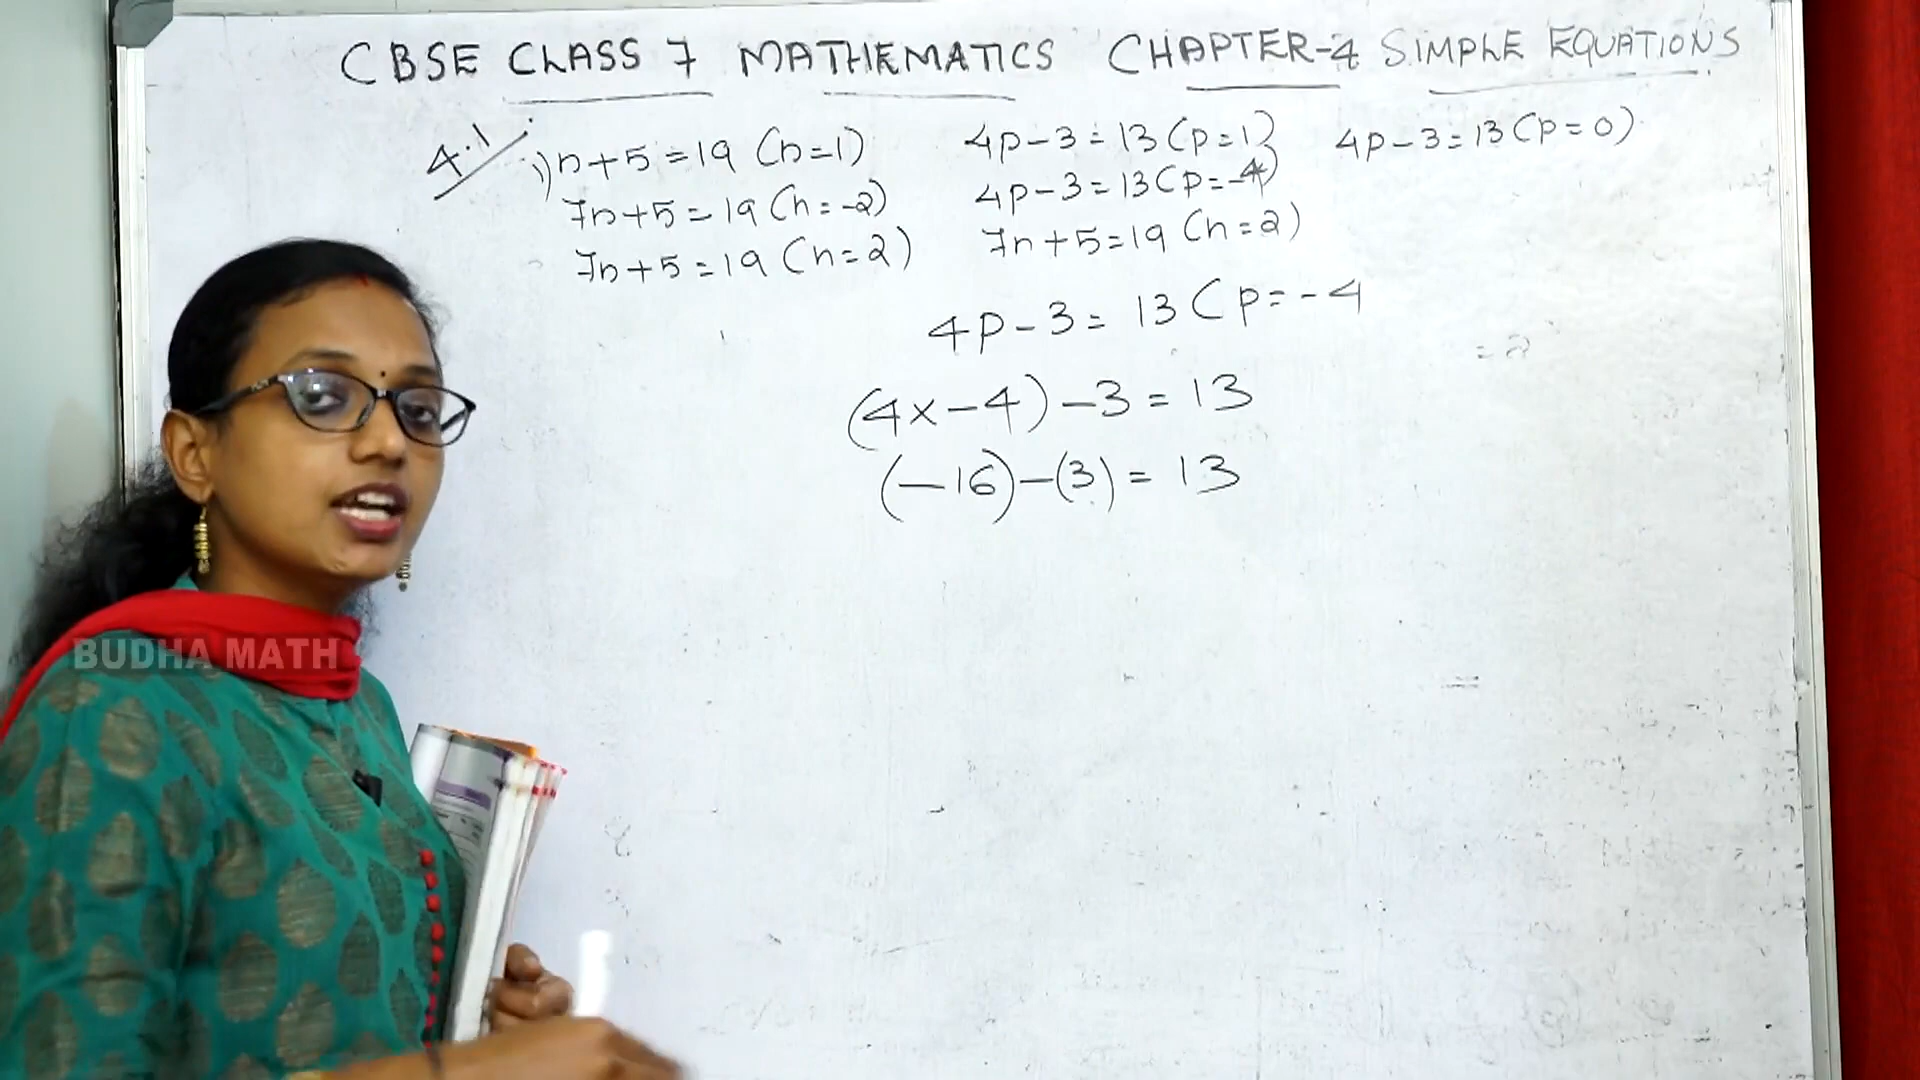 CBSE CLASS 7 MATHEMATICS CHAPTER-4 SIMPLE EQUATIONS
4.1
1) n+5=19 (n=1)
7n+5=19 (n=-2)
7n+5=19 (n=2)
4p-3=13 (p=1)
4p-3=13 (p=-4)
7n+5=19 (n=2)
4p-3=13 (p=0)
4p-3=13 (p=-4
(4x-4)-3=13
(-16)-(3)=13
BUDHA MATH